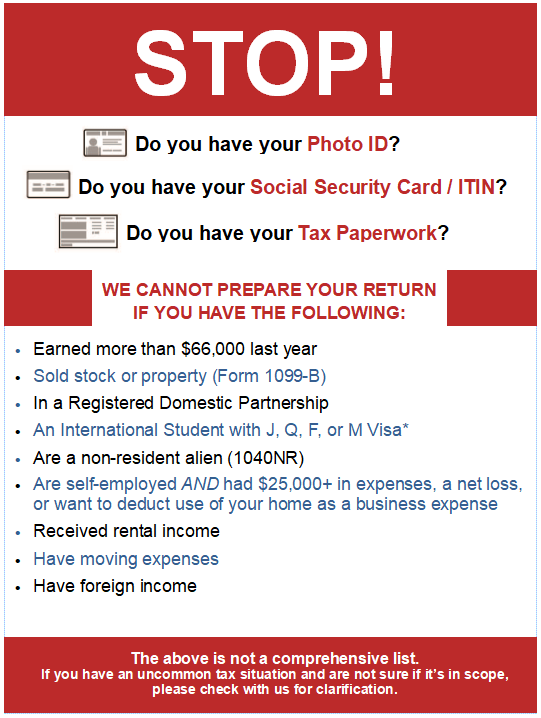 STOP!
Do you have your Photo ID?
Do you have your Social Security Card / ITIN?
Do you have your Tax Paperwork?
WE CANNOT PREPARE YOUR RETURN
IF YOU HAVE THE FOLLOWING:
• Earned more than $66,000 last year
• Sold stock or property (Form 1099-B)
• In a Registered Domestic Partnership
• An International Student with J, Q, F, or M Visa*
• Are a non-resident alien (1040NR)
• Are self-employed AND had $25,000+ in expenses, a net loss,
or want to deduct use of your home as a business expense
• Received rental income
• Have moving expenses
• Have foreign income
The above is not a comprehensive list.
If you have an uncommon tax situation and are not sure if it's in scope,
please check with us for clarification.